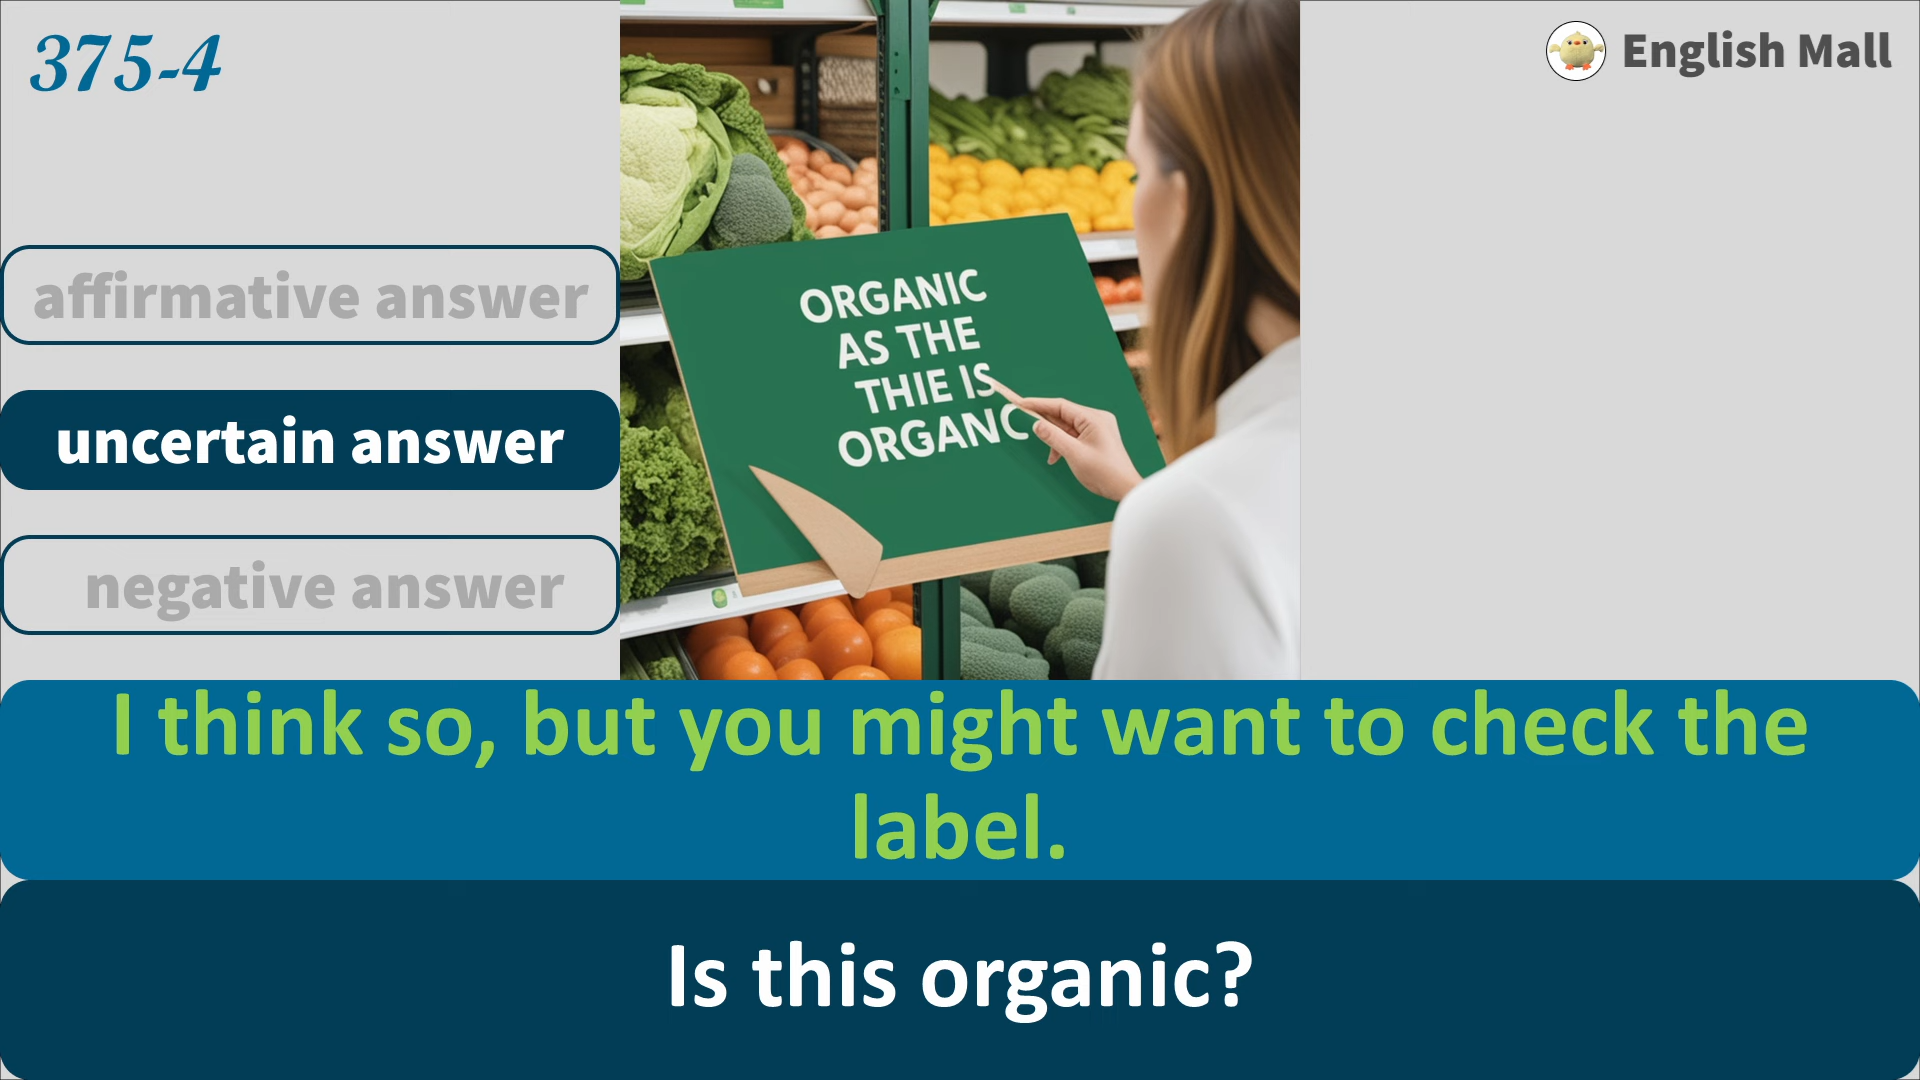 375-4
English Mall
affirmative answer
uncertain answer
negative answer
ORGANIC
AS THE
THIE IS
ORGANC
I think so, but you might want to check the
label.
Is this organic?